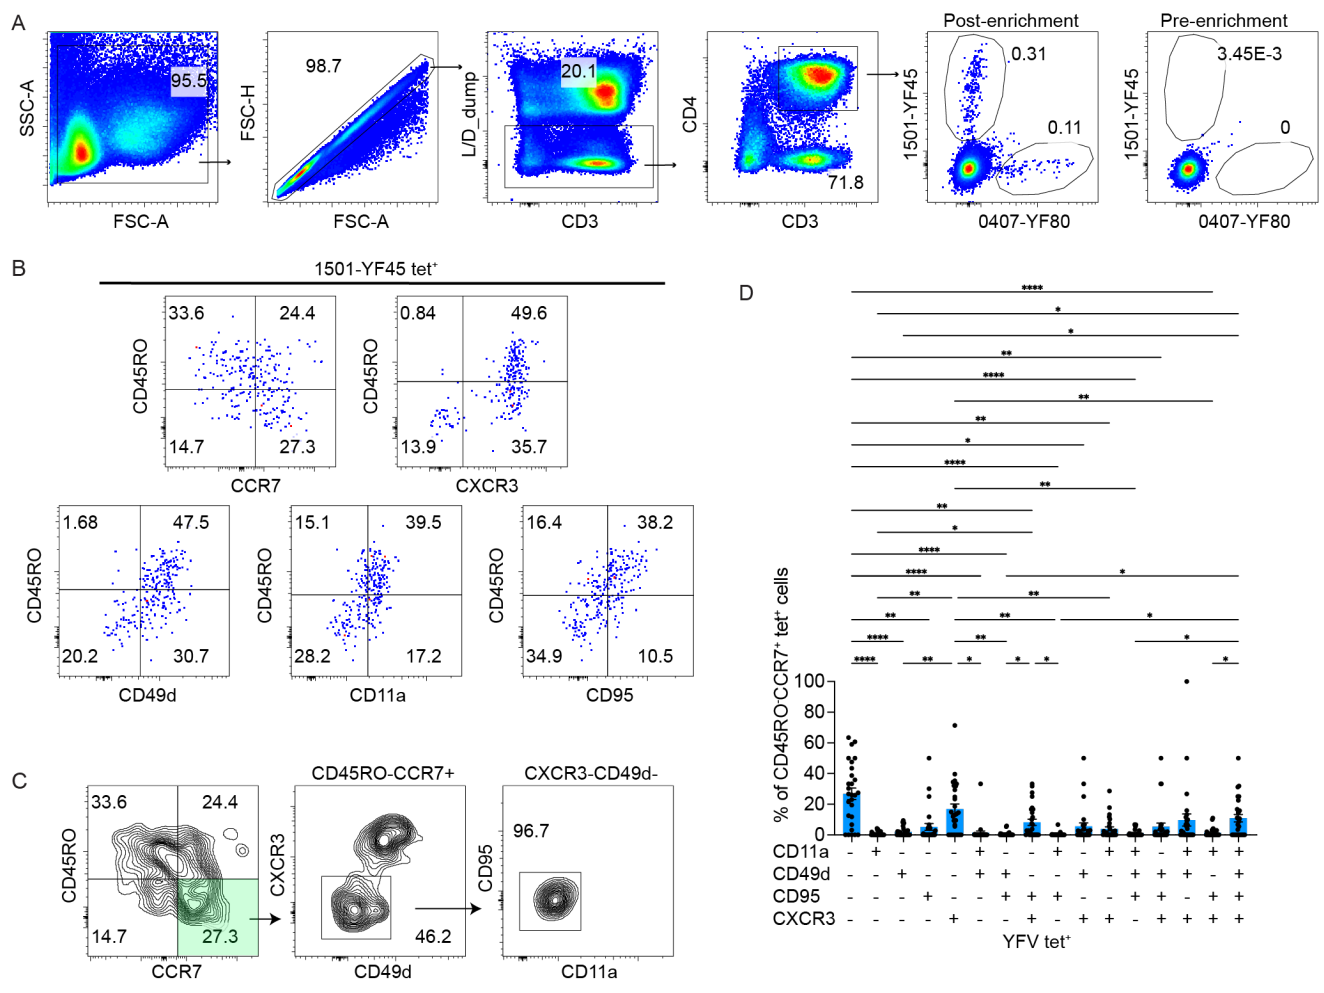 A
SSC-A
95.5
FSC-A
FSC-H
98.7
FSC-A
L/D_dump
20.1
CD3
CD4
71.8
CD3
Post-enrichment
1501-YF45
0.31
0.11
0407-YF80
Pre-enrichment
1501-YF45
3.45E-3
0
0407-YF80
B
1501-YF45 tet+
CD45RO
33.6 24.4
14.7 27.3
CCR7
CD45RO
0.84 49.6
13.9 35.7
CXCR3
CD45RO
1.68 47.5
20.2 30.7
CD49d
CD45RO
15.1 39.5
28.2 17.2
CD11a
CD45RO
16.4 38.2
34.9 10.5
CD95
C
CD45RO
33.6 24.4
14.7 27.3
CCR7
CD45RO-CCR7+
CXCR3
46.2
CD49d
CXCR3-CD49d-
CD95
96.7
CD11a
D
****
*
*
**
****
**
**
*
****
**
**
*
****
**** *
** **
** ** *
**** ** *
**** ** * * * *
% of CD45RO-CCR7+ tet+ cells
100
80
60
40
20
0
CD11a - + - - - + - - + - + + - + + +
CD49d - - + - - + + - - + - + + + - +
CD95 - - - + - - + + + - - + + - + +
CXCR3 - - - - + - - + - + + - + + + +
YFV tet+